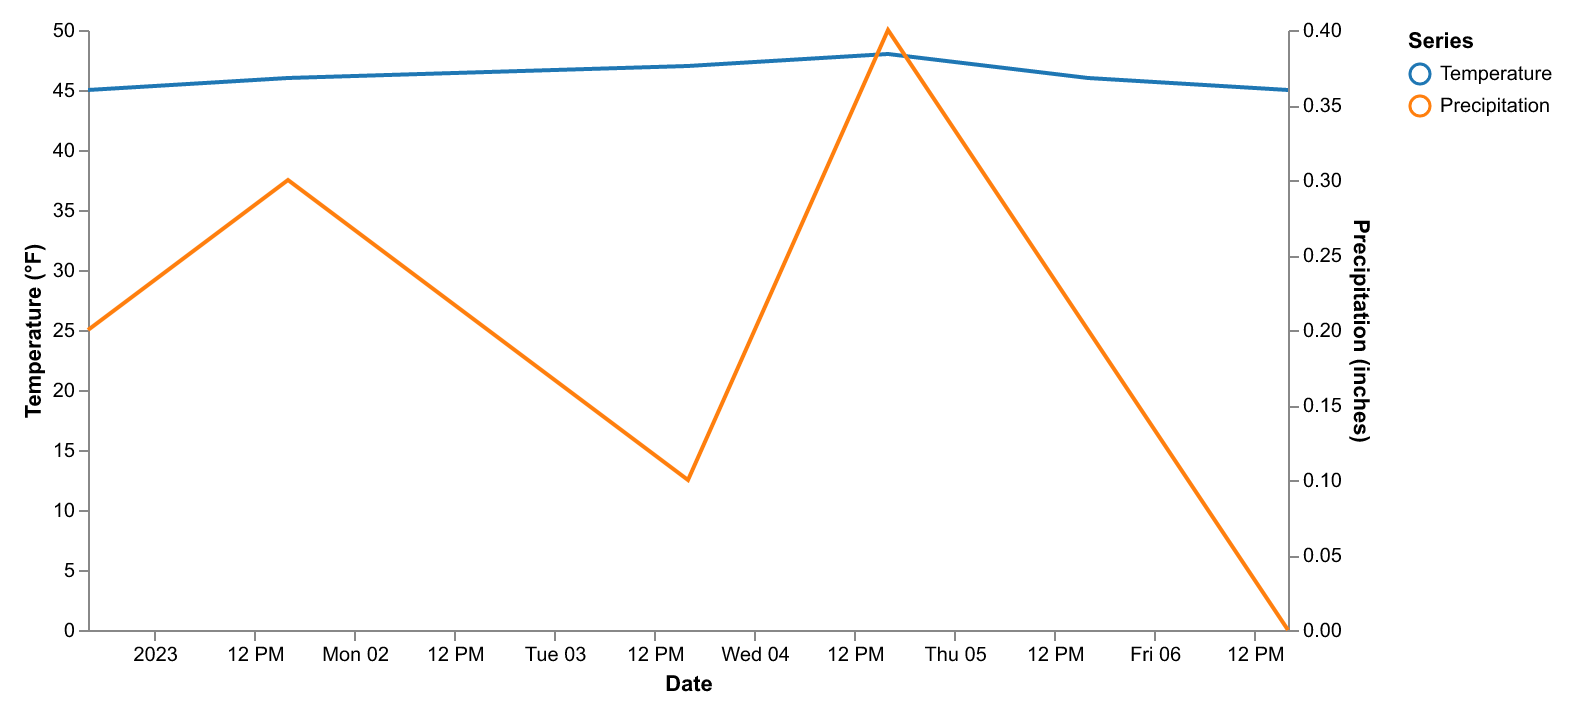 50
45
40
35
30
25
20
15
10
5
0
Temperature (°F)
0.40
0.35
0.30
0.25
0.20
0.15
0.10
0.05
0.00
Precipitation (inches)
2023 12 PM Mon 02 12 PM Tue 03 12 PM Wed 04 12 PM Thu 05 12 PM Fri 06 12 PM
Date
Series
Temperature
Precipitation